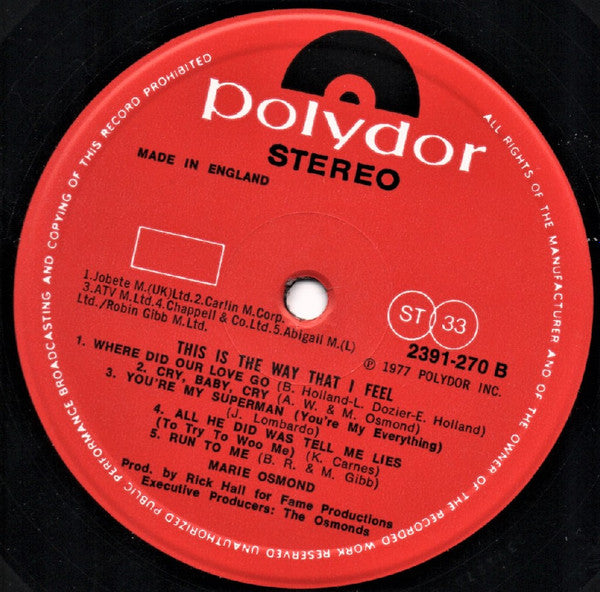 polydor
STEREO
MADE IN ENGLAND
1.Jobete M.(UK)Ltd.2.Carlin M.Corp.
3.ATV M.Ltd.4.Chappell & Co.Ltd.5.Abigail M.(L)
Ltd./Robin Gibb M.Ltd.
ST 33
2391-270 B
℗ 1977 POLYDOR INC.
THIS IS THE WAY THAT I FEEL
1. WHERE DID OUR LOVE GO (B. Holland-L. Dozier-E. Holland)
2. CRY, BABY, CRY (A. W. & M. Osmond)
3. YOU'RE MY SUPERMAN (You're My Everything)
(J. Lombardo)
4. ALL HE DID WAS TELL ME LIES
(To Try To Woo Me) (K. Carnes)
5. RUN TO ME (B. R. & M. Gibb)
MARIE OSMOND
Prod. by Rick Hall for Fame Productions
Executive Producers: The Osmonds
ALL RIGHTS OF THE MANUFACTURER AND OF THE OWNER OF THE RECORDED WORK RESERVED UNAUTHORIZED PUBLIC PERFORMANCE BROADCASTING AND COPYING OF THIS RECORD PROHIBITED